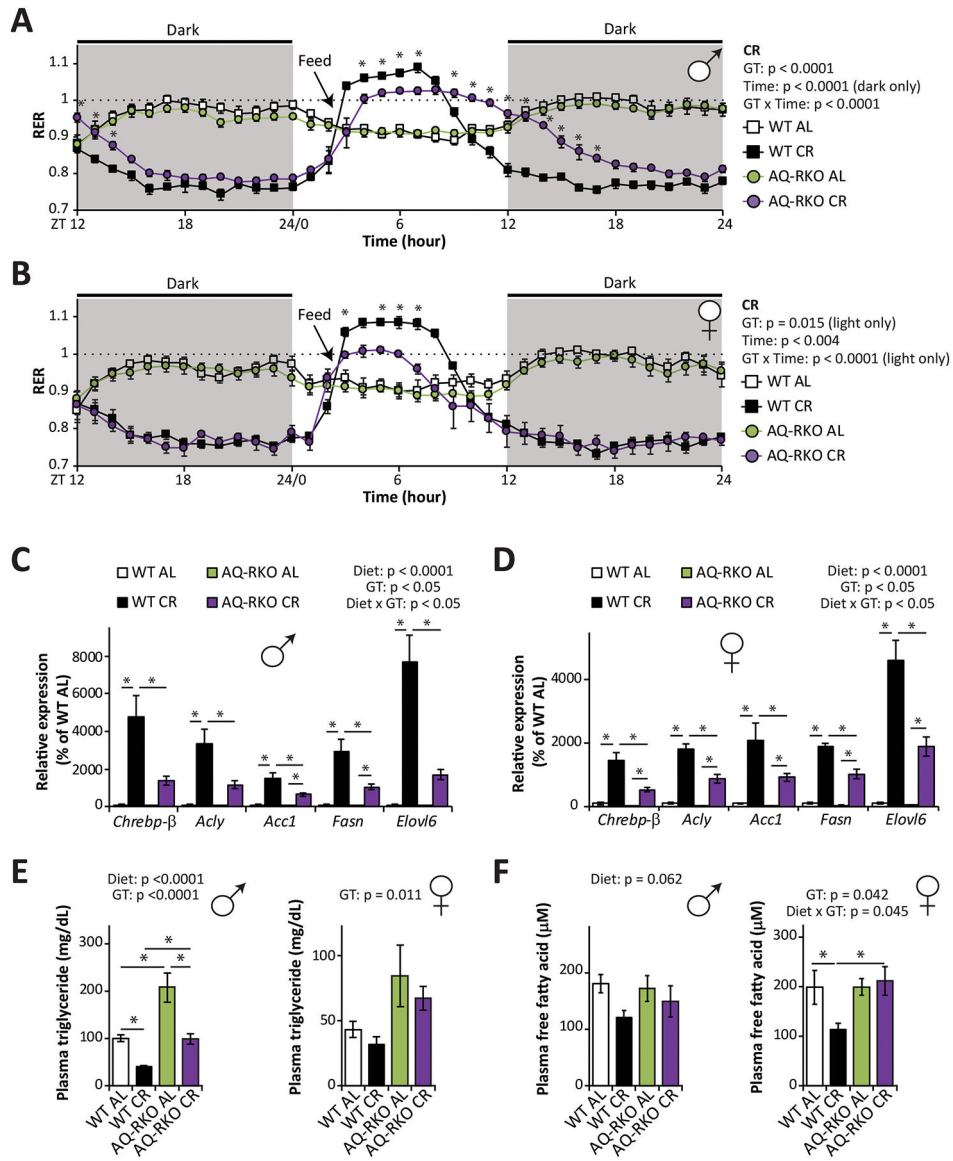 A
Dark
Dark
Feed
1.1
1
0.9
0.8
0.7
RER
ZT 12
18
24/0
6
12
18
24
Time (hour)
CR
GT: p < 0.0001
Time: p < 0.0001 (dark only)
GT x Time: p < 0.0001
WT AL
WT CR
AQ-RKO AL
AQ-RKO CR
B
Dark
Dark
Feed
1.1
1
0.9
0.8
0.7
RER
ZT 12
18
24/0
6
12
18
24
Time (hour)
CR
GT: p = 0.015 (light only)
Time: p < 0.004
GT x Time: p < 0.0001 (light only)
WT AL
WT CR
AQ-RKO AL
AQ-RKO CR
C
WT AL
AQ-RKO AL
WT CR
AQ-RKO CR
Diet: p < 0.0001
GT: p < 0.05
Diet x GT: p < 0.05
Relative expression
(% of WT AL)
8000
6000
4000
2000
0
Chrebp-β
Acly
Acc1
Fasn
Elovl6
D
WT AL
AQ-RKO AL
WT CR
AQ-RKO CR
Diet: p < 0.0001
GT: p < 0.05
Diet x GT: p < 0.05
Relative expression
(% of WT AL)
4000
2000
0
Chrebp-β
Acly
Acc1
Fasn
Elovl6
E
Diet: p <0.0001
GT: p <0.0001
Plasma triglyceride (mg/dL)
300
200
100
0
WT AL
WT CR
AQ-RKO AL
AQ-RKO CR
GT: p = 0.011
Plasma triglyceride (mg/dL)
100
50
0
WT AL
WT CR
AQ-RKO AL
AQ-RKO CR
F
Diet: p = 0.062
Plasma free fatty acid (µM)
200
100
0
WT AL
WT CR
AQ-RKO AL
AQ-RKO CR
GT: p = 0.042
Diet x GT: p = 0.045
Plasma free fatty acid (µM)
300
200
100
0
WT AL
WT CR
AQ-RKO AL
AQ-RKO CR